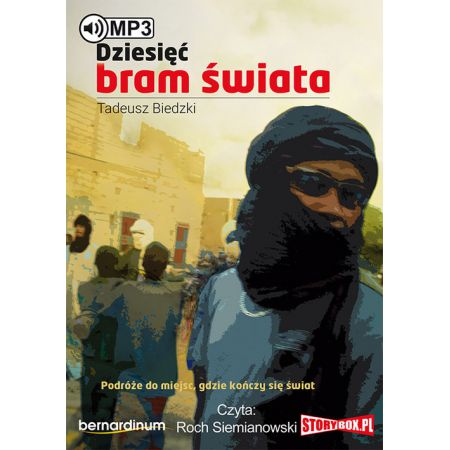 MP3
Dziesięć
bram świata
Tadeusz Biedzki
Podróże do miejsc, gdzie kończy się świat
Czyta:
Roch Siemianowski
bernardinum
STORYBOX.PL